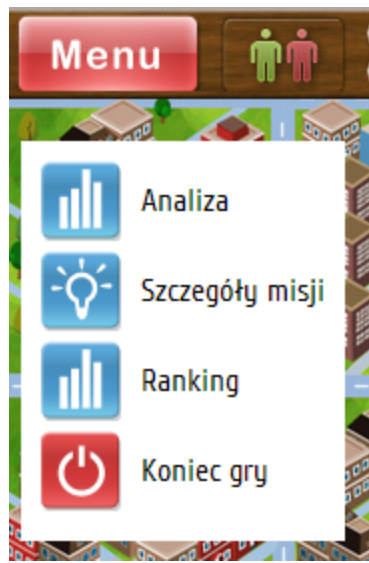 Menu
Analiza
Szczegóły misji
Ranking
Koniec gry